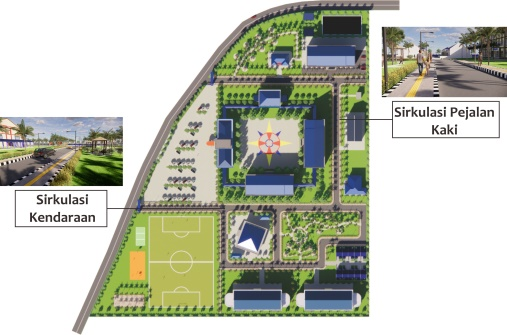 Sirkulasi Pejalan
Kaki
Sirkulasi
Kendaraan